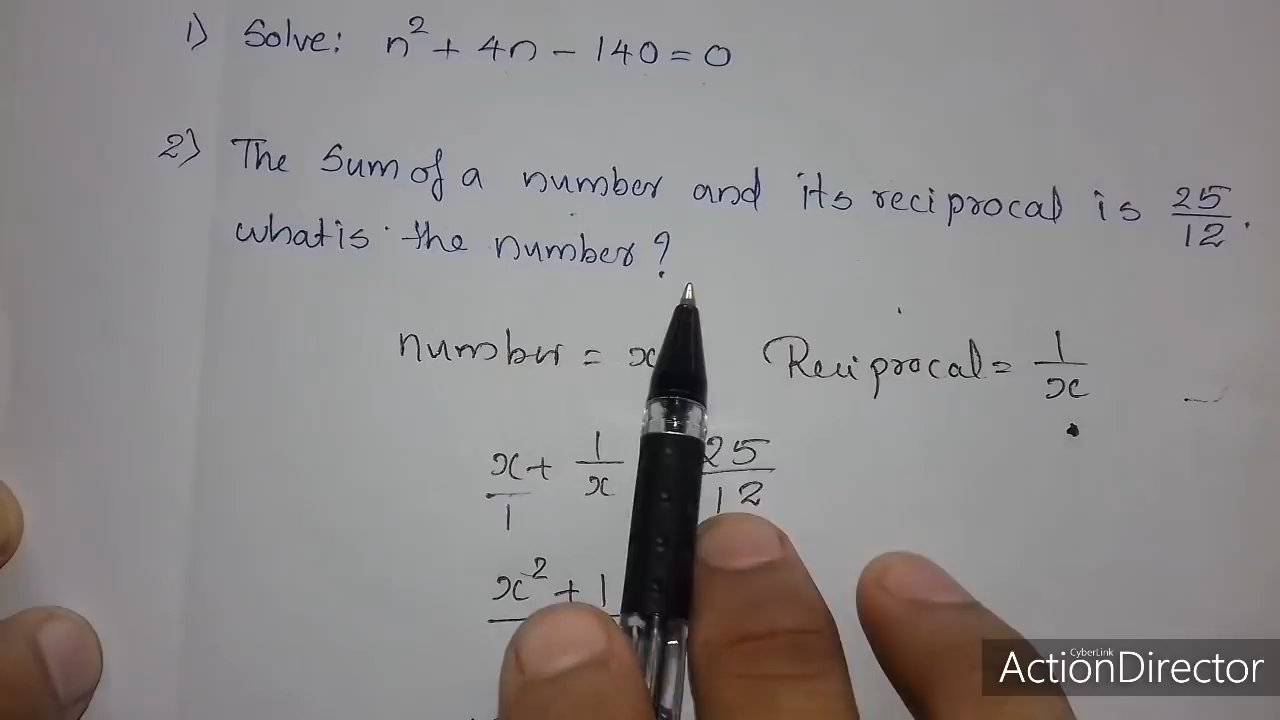 1) Solve: n² + 4n - 140 = 0
2) The Sum of a number and its reciprocal is 25/12.
what is the number?
number = x Reciprocal = 1/x
x/1 + 1/x 25/12
x² + 1
CyberLink
ActionDirector